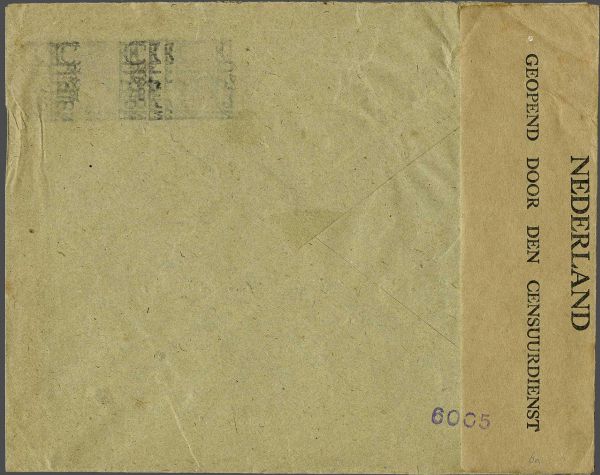 NEDERLAND
GEOPEND DOOR DEN CENSUURDIENST
6005